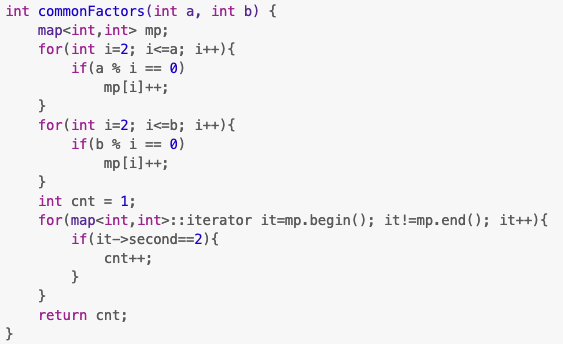 int commonFactors(int a, int b) {
    map<int,int> mp;
    for(int i=2; i<=a; i++){
        if(a % i == 0)
            mp[i]++;
    }
    for(int i=2; i<=b; i++){
        if(b % i == 0)
            mp[i]++;
    }
    int cnt = 1;
    for(map<int,int>::iterator it=mp.begin(); it!=mp.end(); it++){
        if(it->second==2){
            cnt++;
        }
    }
    return cnt;
}